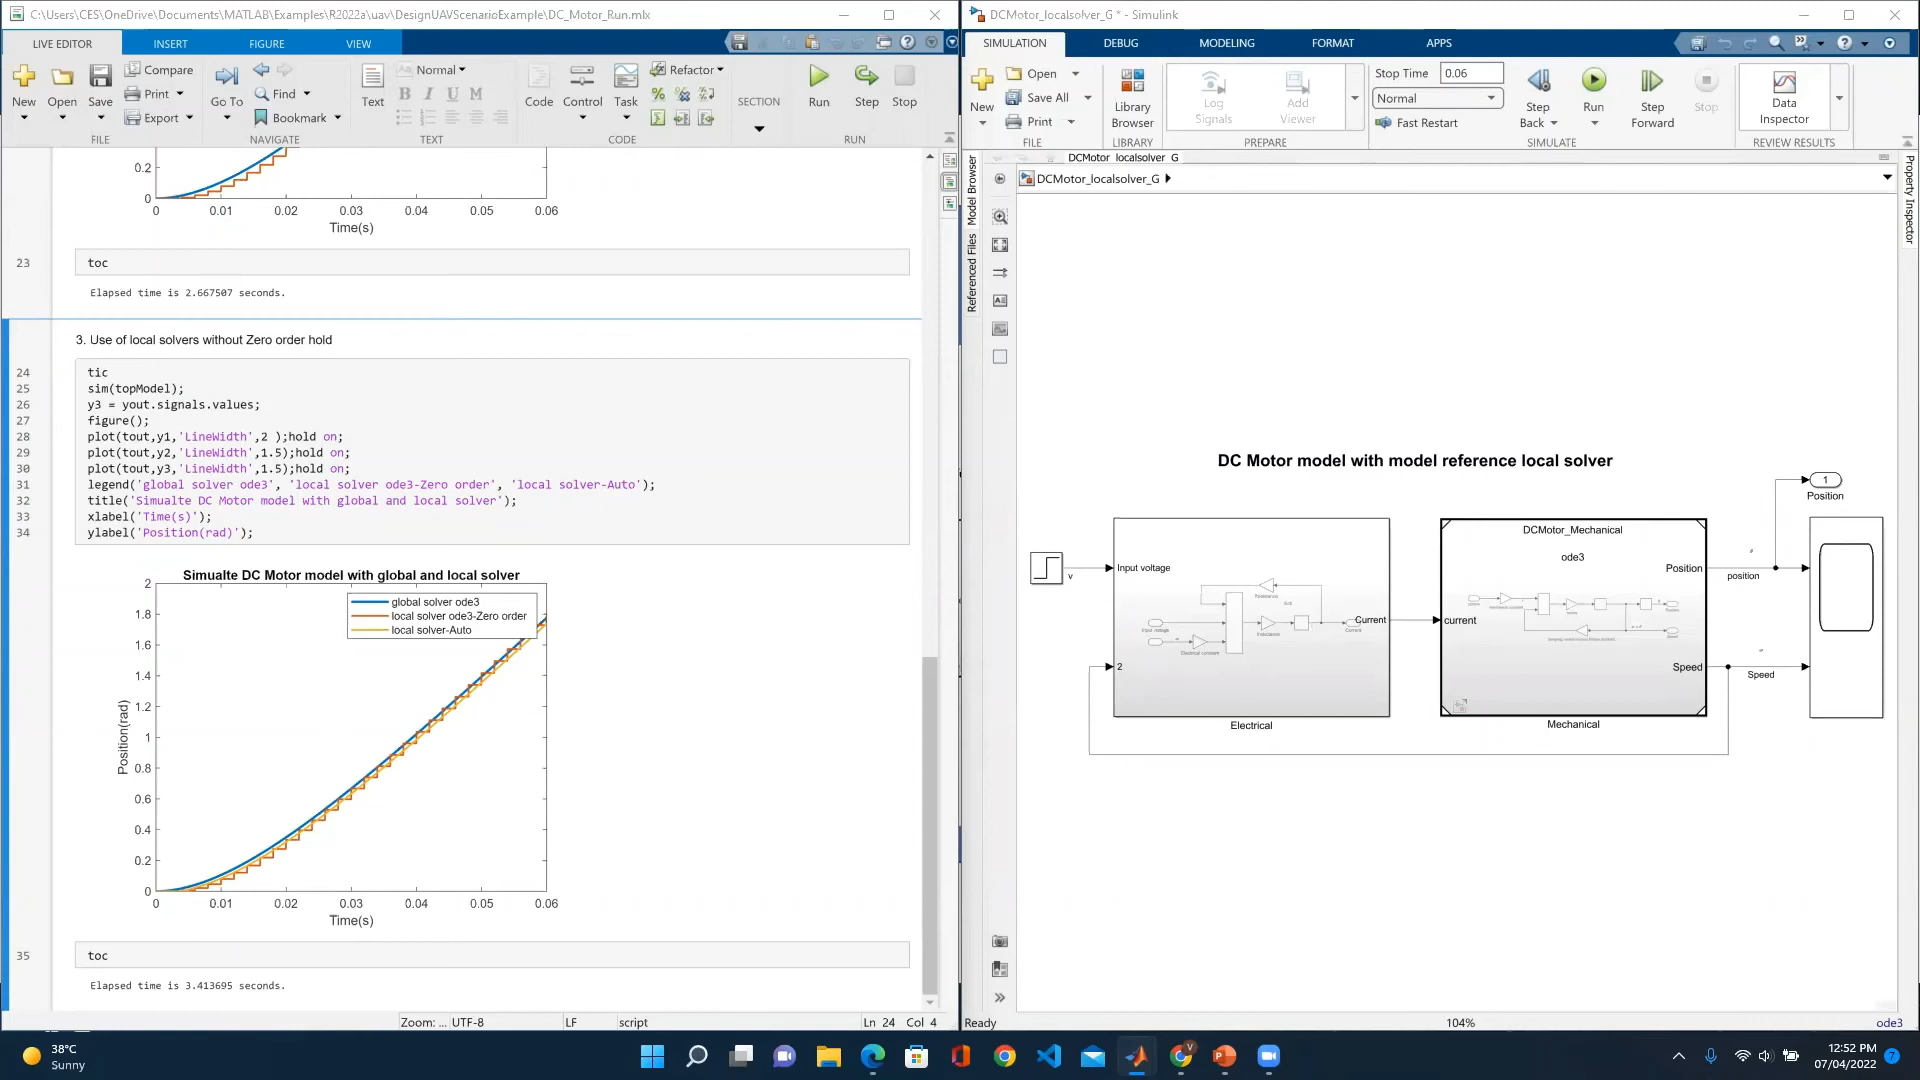 C:\Users\CES\OneDrive\Documents\MATLAB\Examples\R2022a\uav\DesignUAVScenarioExample\DC_Motor_Run.mlx
LIVE EDITOR INSERT FIGURE VIEW
New Open Save Compare Print Export
FILE
Go To Find Bookmark
NAVIGATE
Text Normal B I U M
TEXT
Code Control Task Refactor
CODE
SECTION
Run Step Stop
RUN
0.2
0
0 0.01 0.02 0.03 0.04 0.05 0.06
Time(s)
23 toc
Elapsed time is 2.667507 seconds.
3. Use of local solvers without Zero order hold
24 tic
25 sim(topModel);
26 y3 = yout.signals.values;
27 figure();
28 plot(tout,y1,'LineWidth',2 );hold on;
29 plot(tout,y2,'LineWidth',1.5);hold on;
30 plot(tout,y3,'LineWidth',1.5);hold on;
31 legend('global solver ode3', 'local solver ode3-Zero order', 'local solver-Auto');
32 title('Simualte DC Motor model with global and local solver');
33 xlabel('Time(s)');
34 ylabel('Position(rad)');
Simualte DC Motor model with global and local solver
global solver ode3
local solver ode3-Zero order
local solver-Auto
2
1.8
1.6
1.4
1.2
1
0.8
0.6
0.4
0.2
0
Position(rad)
0 0.01 0.02 0.03 0.04 0.05 0.06
Time(s)
35 toc
Elapsed time is 3.413695 seconds.
Zoom: ... UTF-8 LF script Ln 24 Col 4
DCMotor_localsolver_G * - Simulink
SIMULATION DEBUG MODELING FORMAT APPS
New Open Save All Print
FILE
Library Browser
LIBRARY
Log Signals Add Viewer
PREPARE
Stop Time 0.06
Normal
Fast Restart
Step Back Run Step Forward Stop
SIMULATE
Data Inspector
REVIEW RESULTS
DCMotor_localsolver_G
DCMotor_localsolver_G
Model Browser
Referenced Files
Property Inspector
DC Motor model with model reference local solver
v
Input voltage
2
Current
Electrical
DCMotor_Mechanical
ode3
current
Position
Speed
Mechanical
position
Speed
1
Position
Ready 104% ode3
38°C
Sunny
12:52 PM
07/04/2022
7